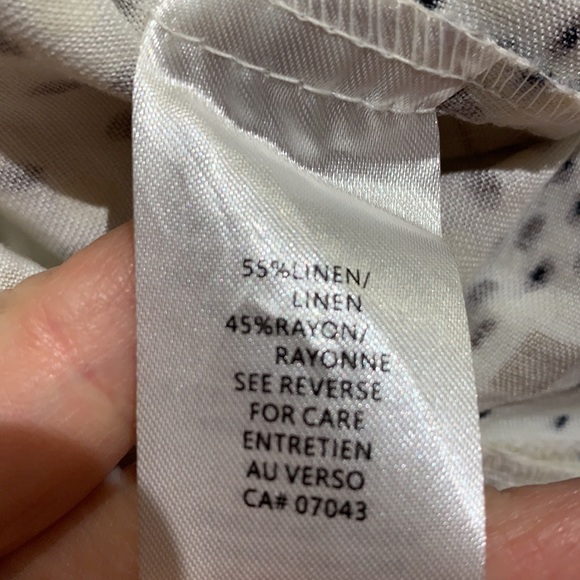 55%LINEN/
LINEN
45%RAYON/
RAYONNE
SEE REVERSE
FOR CARE
ENTRETIEN
AU VERSO
CA# 07043